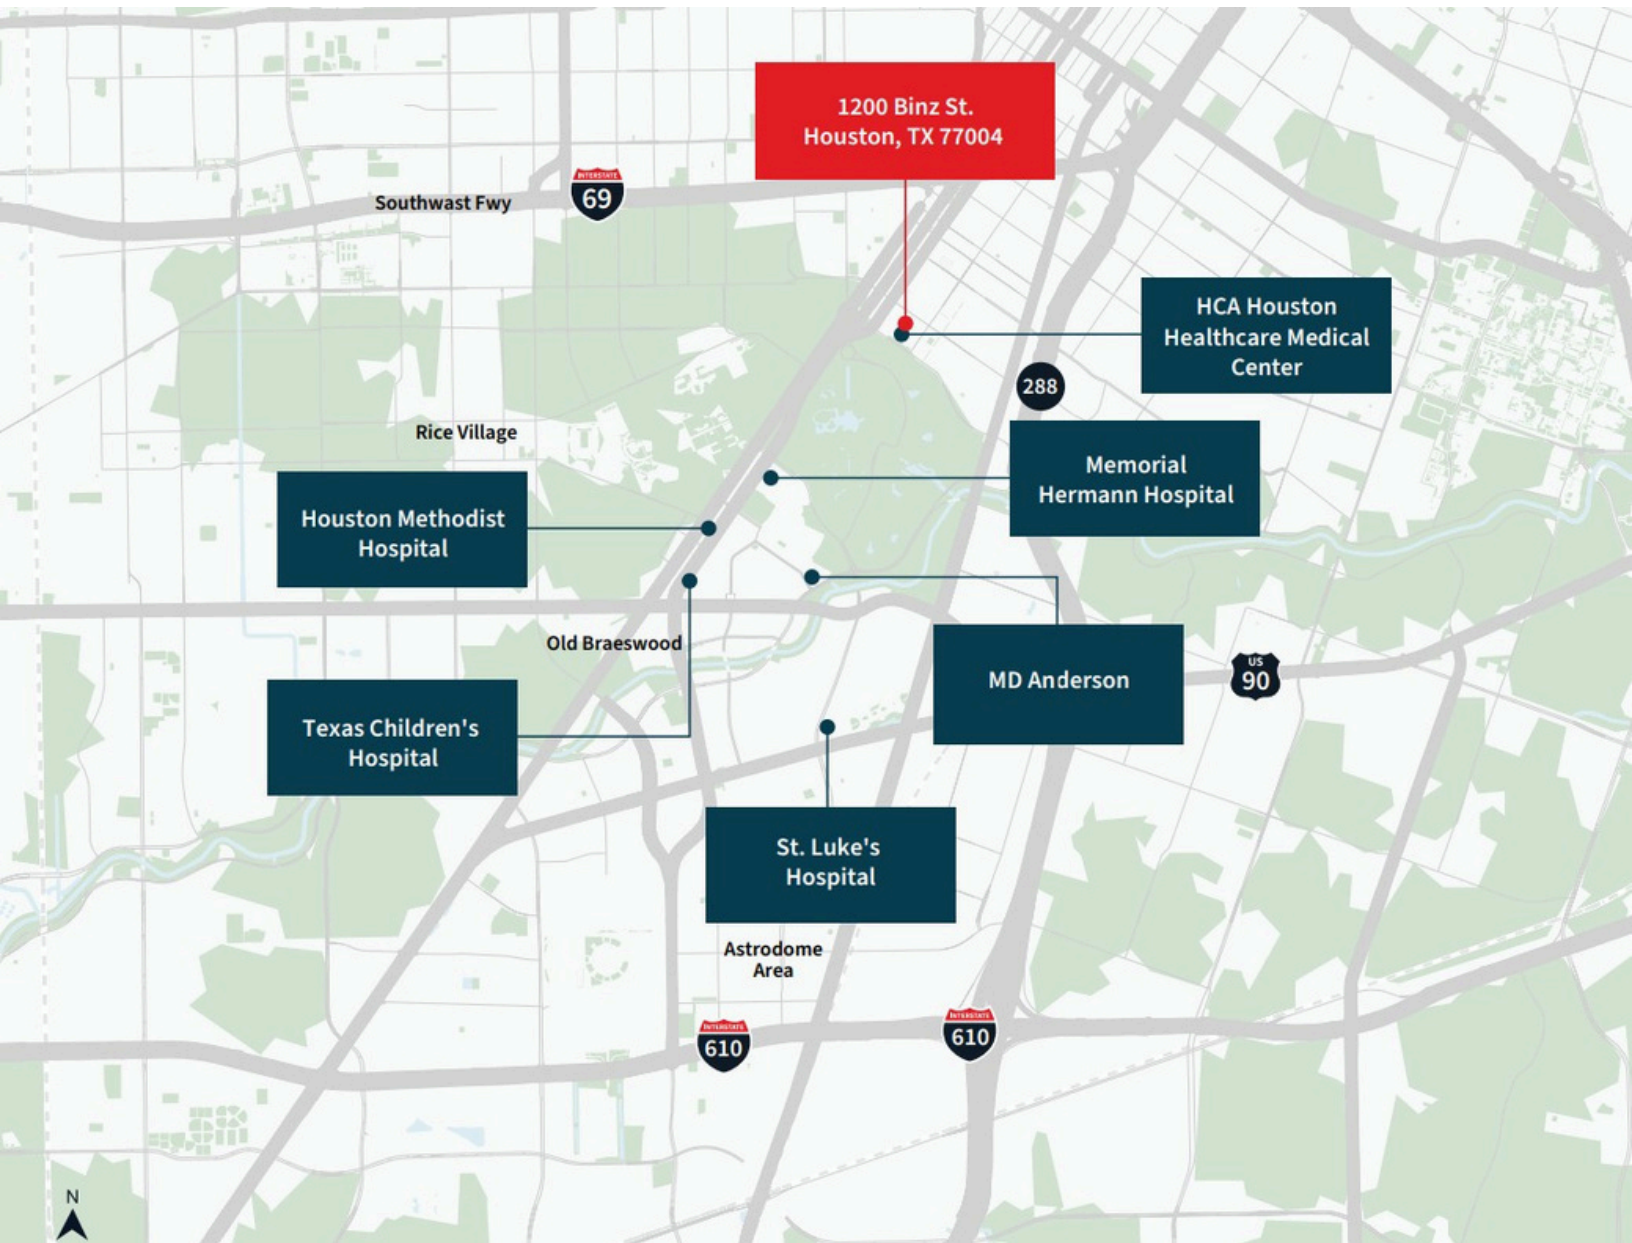 1200 Binz St.
Houston, TX 77004
INTERSTATE
69
Southwast Fwy
HCA Houston
Healthcare Medical
Center
288
Rice Village
Memorial
Hermann Hospital
Houston Methodist
Hospital
Old Braeswood
MD Anderson
US
90
Texas Children's
Hospital
St. Luke's
Hospital
Astrodome
Area
INTERSTATE
610
INTERSTATE
610
N